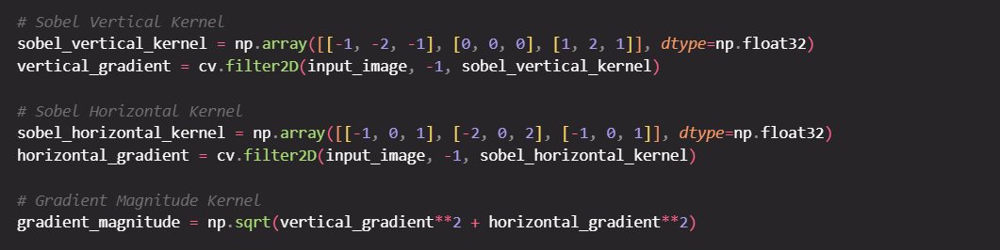 # Sobel Vertical Kernel
sobel_vertical_kernel = np.array([[-1, -2, -1], [0, 0, 0], [1, 2, 1]], dtype=np.float32)
vertical_gradient = cv.filter2D(input_image, -1, sobel_vertical_kernel)
# Sobel Horizontal Kernel
sobel_horizontal_kernel = np.array([[-1, 0, 1], [-2, 0, 2], [-1, 0, 1]], dtype=np.float32)
horizontal_gradient = cv.filter2D(input_image, -1, sobel_horizontal_kernel)
# Gradient Magnitude Kernel
gradient_magnitude = np.sqrt(vertical_gradient**2 + horizontal_gradient**2)